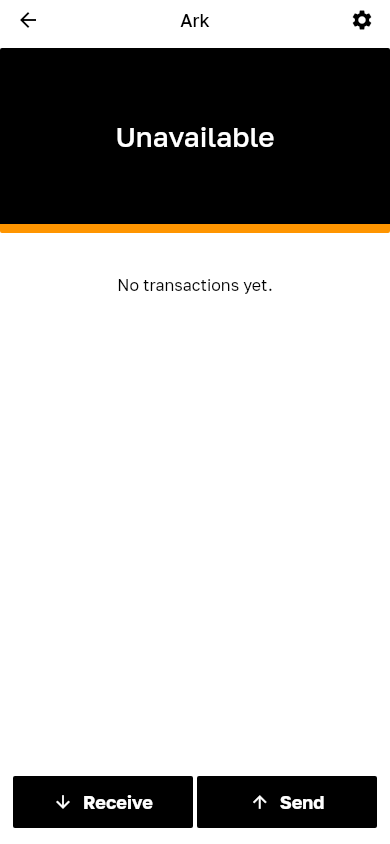 Ark
Unavailable
No transactions yet.
Receive
Send